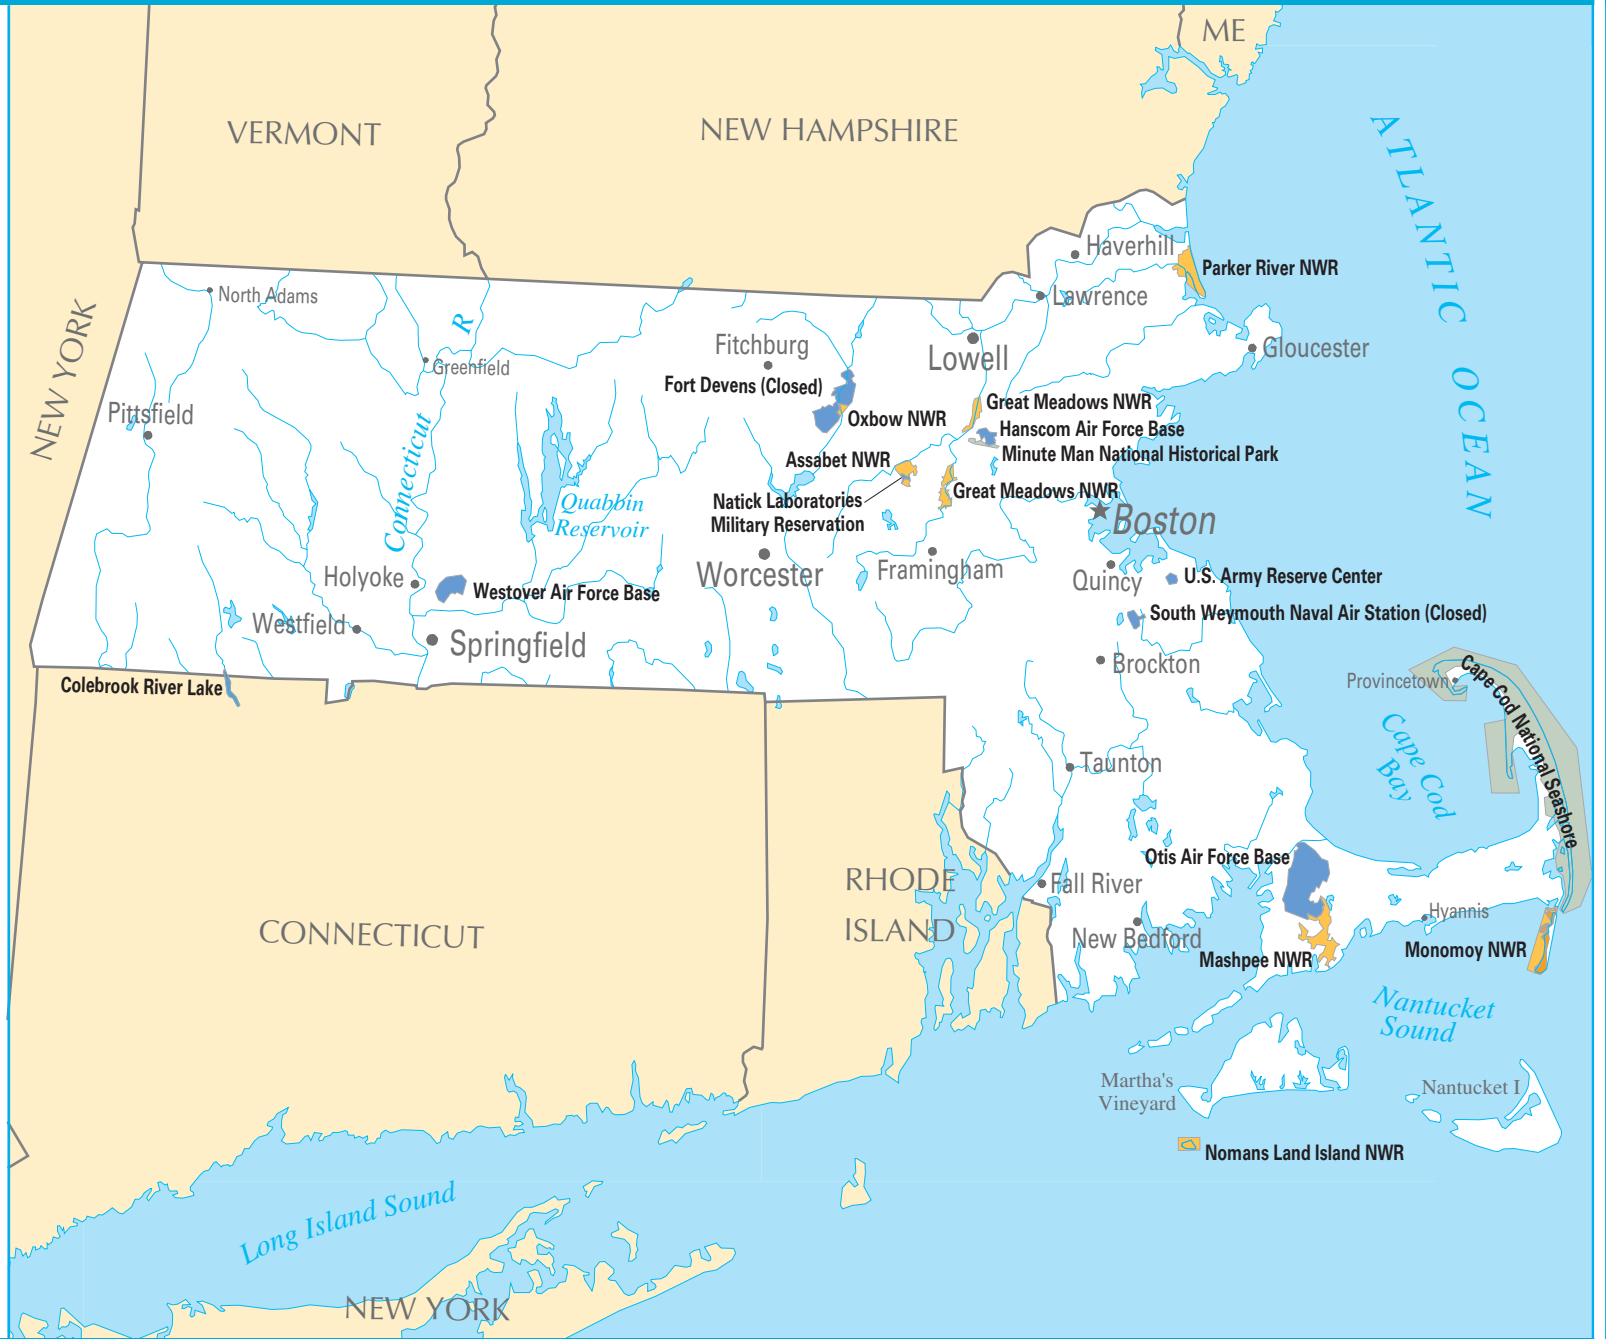 ME
VERMONT
NEW HAMPSHIRE
ATLANTIC OCEAN
Haverhill
Parker River NWR
North Adams
Lawrence
NEW YORK
R
Fitchburg
Lowell
Gloucester
Greenfield
Fort Devens (Closed)
Great Meadows NWR
Pittsfield
Oxbow NWR
Hanscom Air Force Base
Minute Man National Historical Park
Connecticut
Assabet NWR
Great Meadows NWR
Quabbin
Reservoir
Natick Laboratories
Military Reservation
Boston
Holyoke
Westover Air Force Base
Worcester
Framingham
Quincy
U.S. Army Reserve Center
Westfield
Springfield
South Weymouth Naval Air Station (Closed)
Brockton
Colebrook River Lake
Provincetown
Cape Cod National Seashore
Cape Cod
Bay
Taunton
Otis Air Force Base
RHODE
ISLAND
Fall River
Hyannis
CONNECTICUT
New Bedford
Mashpee NWR
Monomoy NWR
Nantucket
Sound
Martha's
Vineyard
Nantucket I
Nomans Land Island NWR
Long Island Sound
NEW YORK